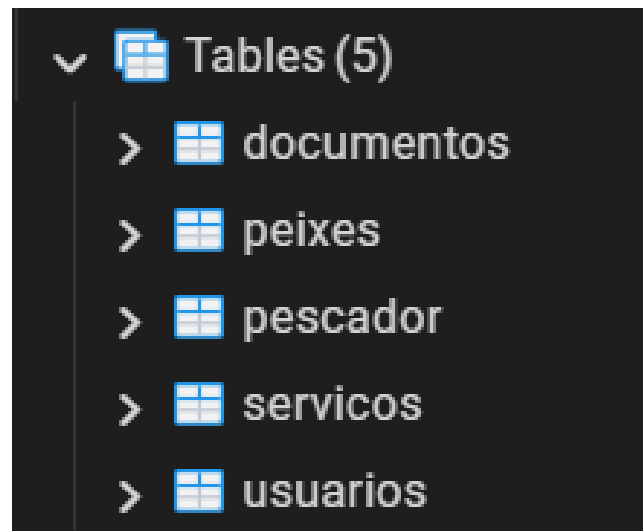 Tables (5)
documentos
peixes
pescador
servicos
usuarios